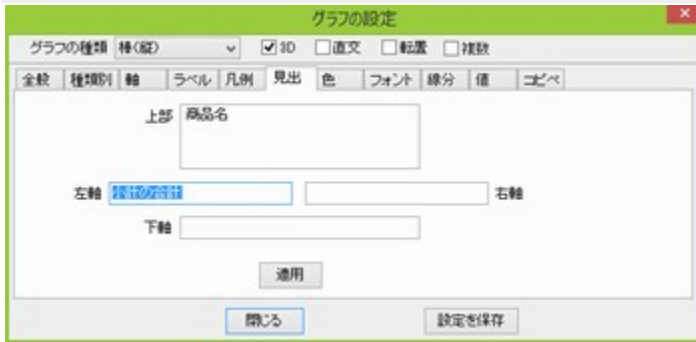 グラフの設定
グラフの種類 棒(縦) 3D 直交 転置 複数
全般 種類別 軸 ラベル 凡例 見出 色 フォント 線分 値 コピペ
上部 商品名
左軸 小計の合計 右軸
下軸
適用
閉じる 設定を保存